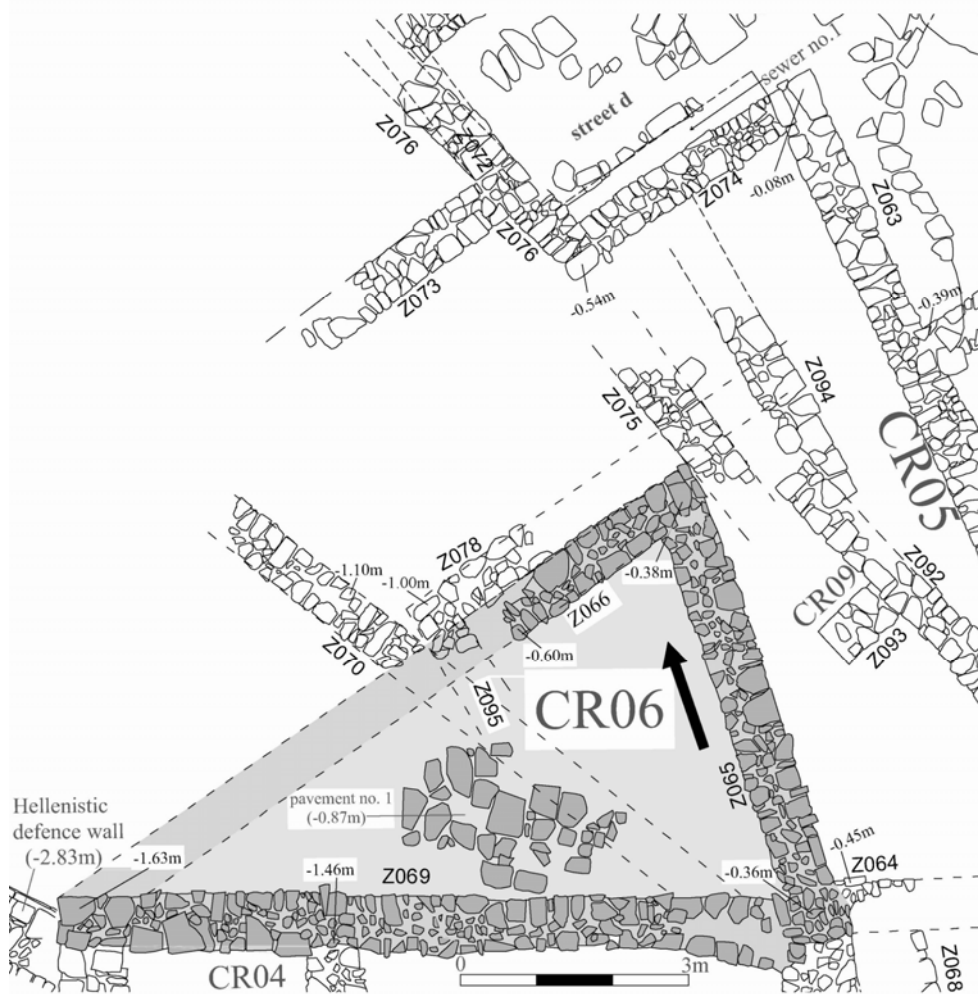 sewer no.1
street d
Z076
Z072
Z074
-0.08m
Z063
Z076
Z073
-0.54m
-0.39m
Z094
Z075
CR05
Z078
-1.10m
-1.00m
-0.38m
Z066
Z092
CR09
Z070
-0.60m
Z093
Z095
CR06
Z065
pavement no. 1
(-0.87m)
Hellenistic
defence wall
(-2.83m)
-1.63m
-1.46m
Z069
-0.45m
-0.36m
Z064
CR04
0
3m
Z068